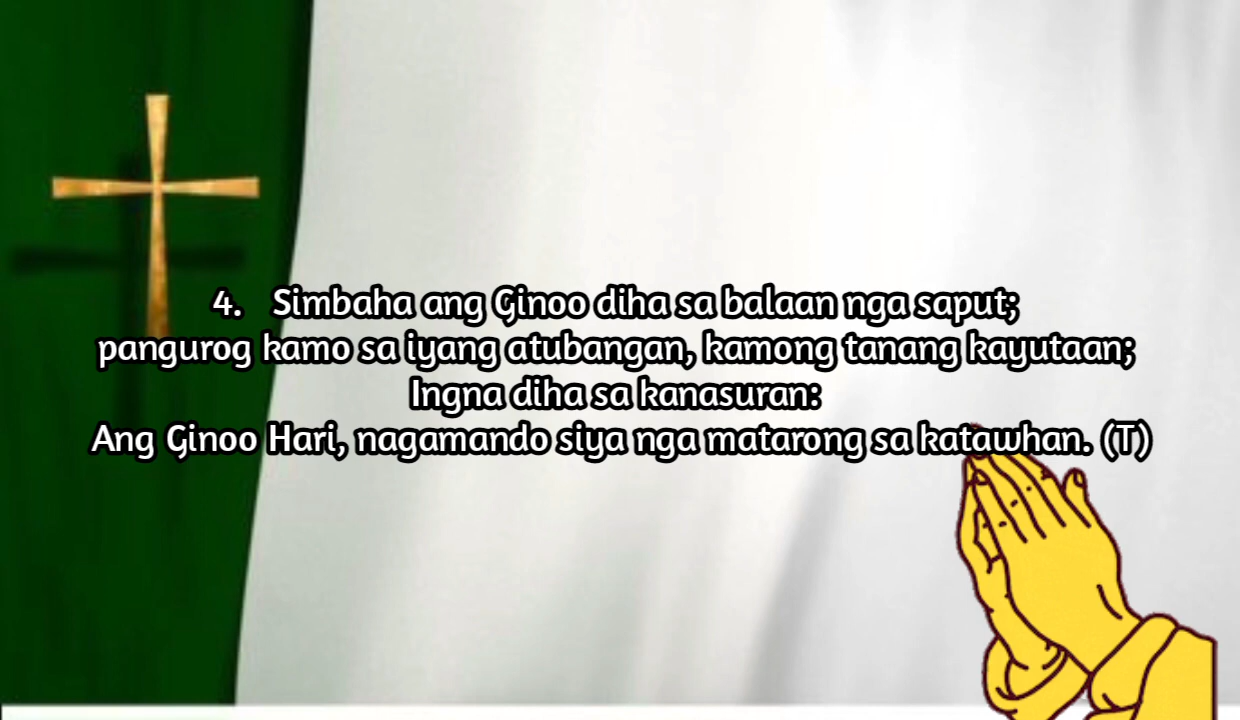 4. Simbaha ang Ginoo diha sa balaan nga saput;
pangurog kamo sa iyang atubangan, kamong tanang kayutaan;
Ingna diha sa kanasuran:
Ang Ginoo Hari, nagamando siya nga matarong sa katawhan. (T)